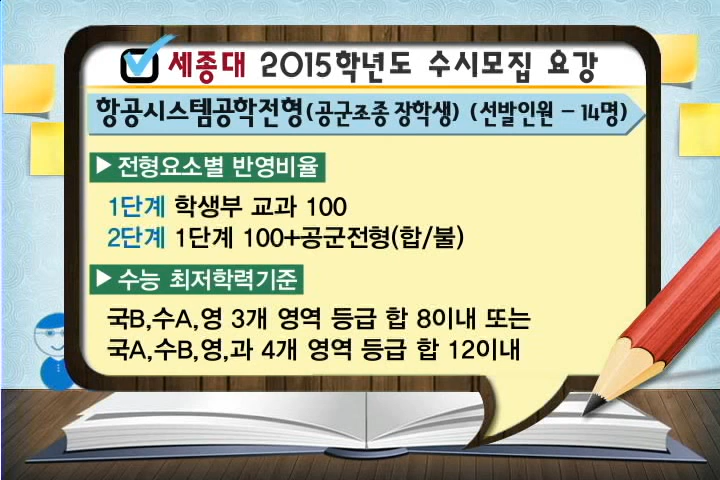 세종대 2015학년도 수시모집 요강
항공시스템공학전형(공군조종 장학생) (선발인원 - 14명)
▶ 전형요소별 반영비율
1단계 학생부 교과 100
2단계 1단계 100+공군전형(합/불)
▶ 수능 최저학력기준
국B,수A,영 3개 영역 등급 합 8이내 또는
국A,수B,영,과 4개 영역 등급 합 12이내